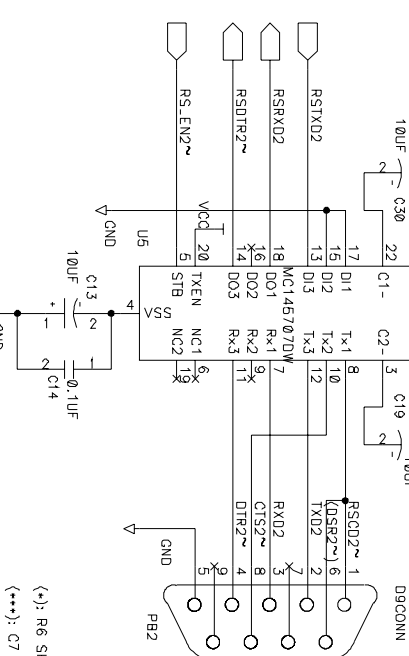 RS_EN2~
RSDTR2~
RSRXD2
RSTXD2
10UF
2
C30
VCC
GND
U5
5
20
14
16
18
13
15
17
22
STB
TXEN
DO3
DO2
DO1
DI3
DI2
DI1
C1-
MC145707DW
10UF
C13
+
1
2
4
VSS
NC2
NC1
Rx3
Rx2
Rx1
Tx3
Tx2
Tx1
C2-
19
6
11
9
7
12
10
8
3
2
1
C14
0.1UF
C19
2
GND
DTR2~
CTS2~
RXD2
TXD2
(DSR2~)
RSCD2~
5
9
4
8
3
7
2
6
1
PB2
D9CONN
(*): R6
(***): C7